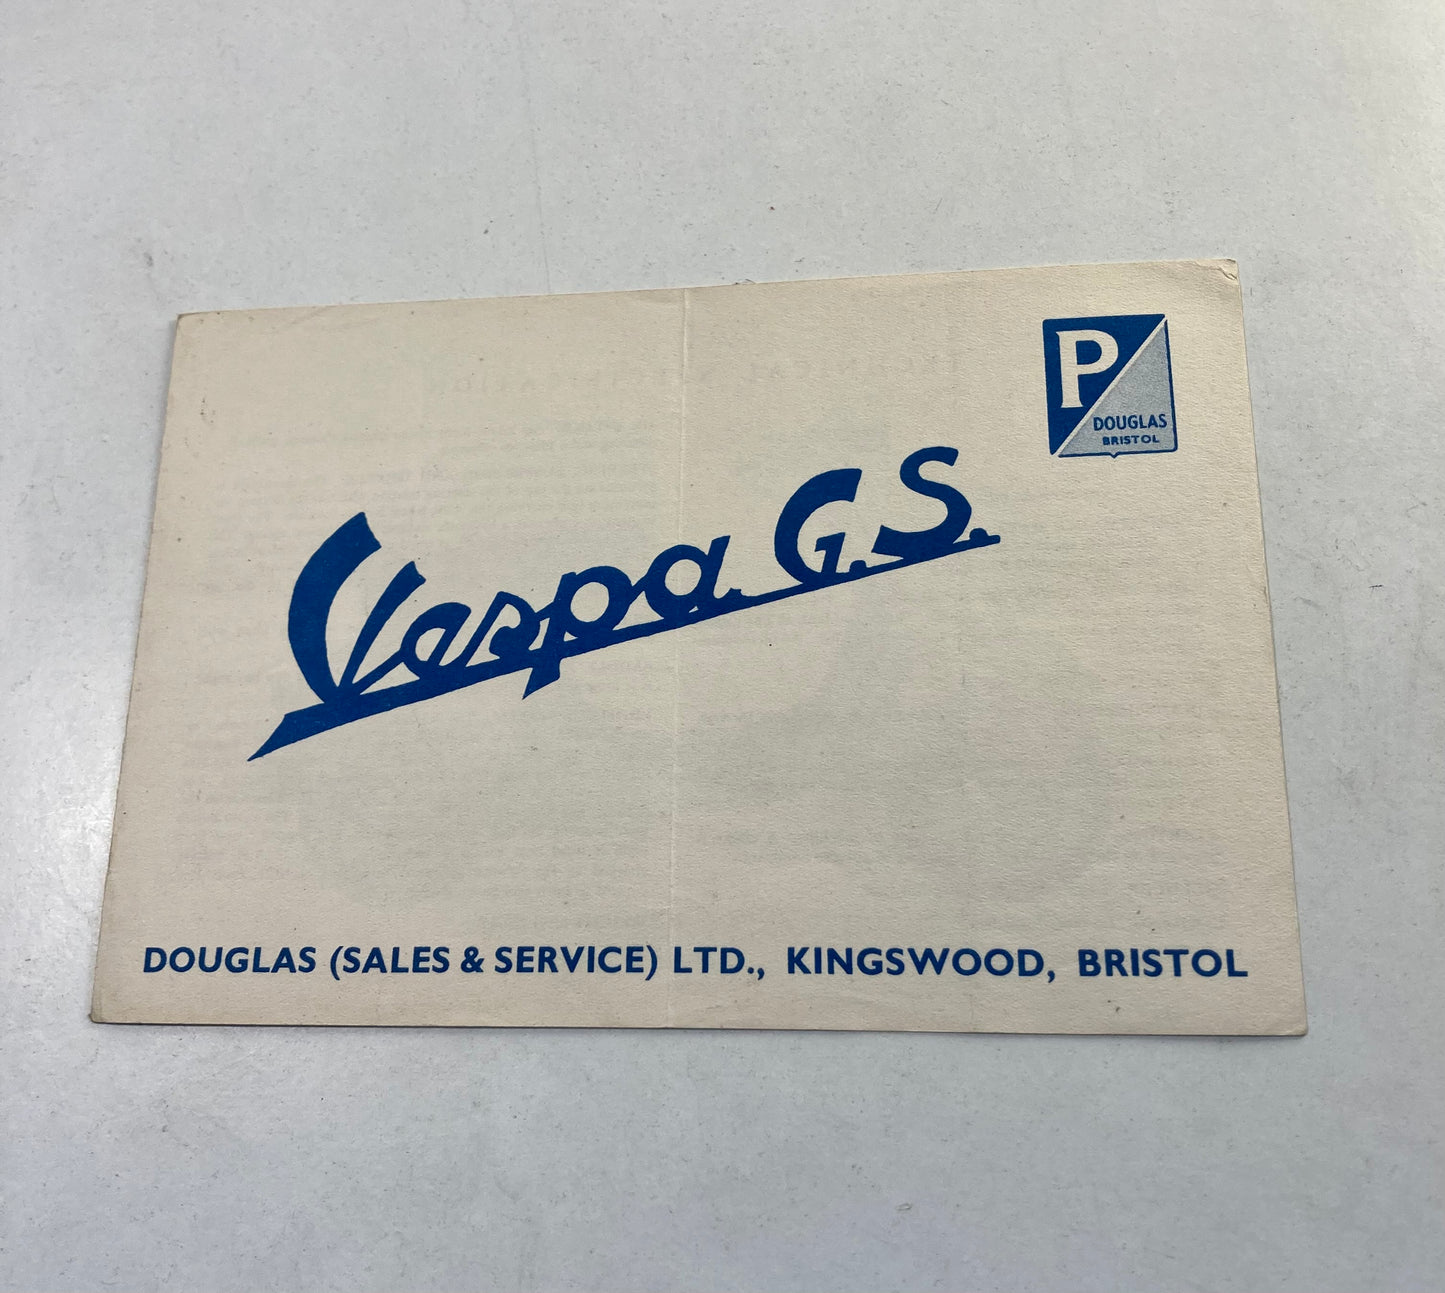 P
DOUGLAS
BRISTOL
Vespa G.S.
DOUGLAS (SALES & SERVICE) LTD., KINGSWOOD, BRISTOL